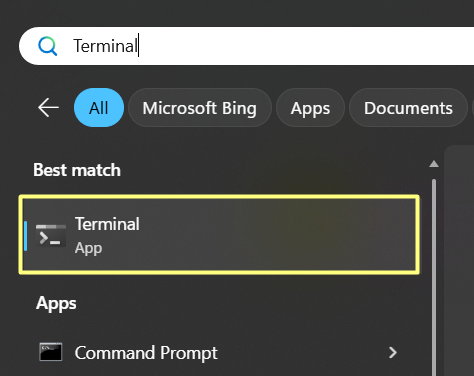 Terminal
All
Microsoft Bing
Apps
Documents
Best match
Terminal
App
Apps
Command Prompt